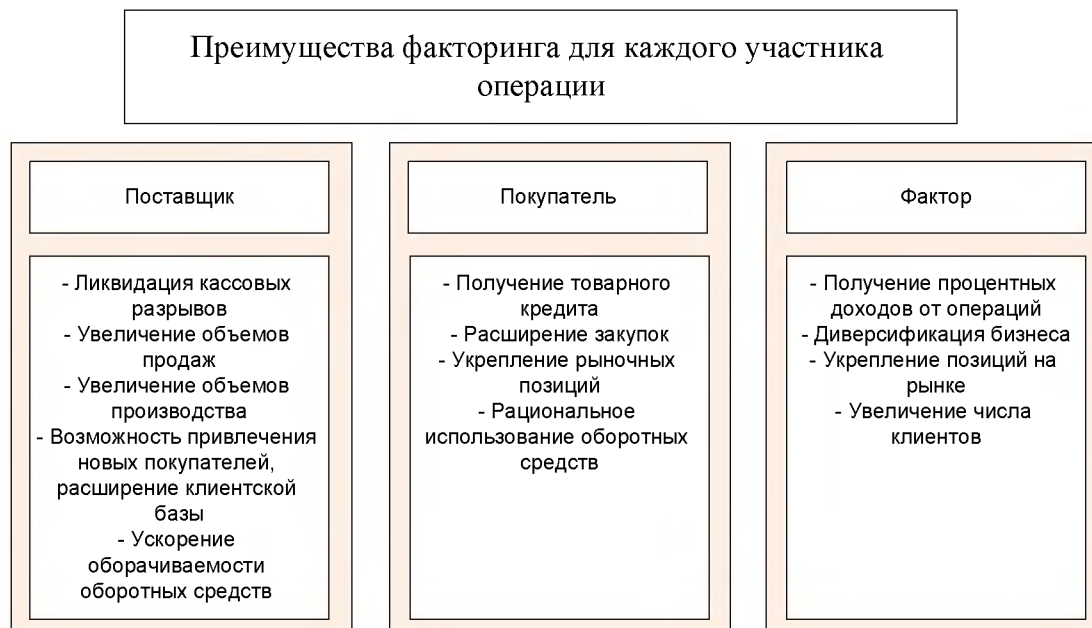 Преимущества факторинга для каждого участника
операции
Поставщик
- Ликвидация кассовых
разрывов
- Увеличение объемов
продаж
- Увеличение объемов
производства
- Возможность привлечения
новых покупателей,
расширение клиентской
базы
- Ускорение
оборачиваемости
оборотных средств
Покупатель
- Получение товарного
кредита
- Расширение закупок
- Укрепление рыночных
позиций
- Рациональное
использование оборотных
средств
Фактор
- Получение процентных
доходов от операций
- Диверсификация бизнеса
- Укрепление позиций на
рынке
- Увеличение числа
клиентов